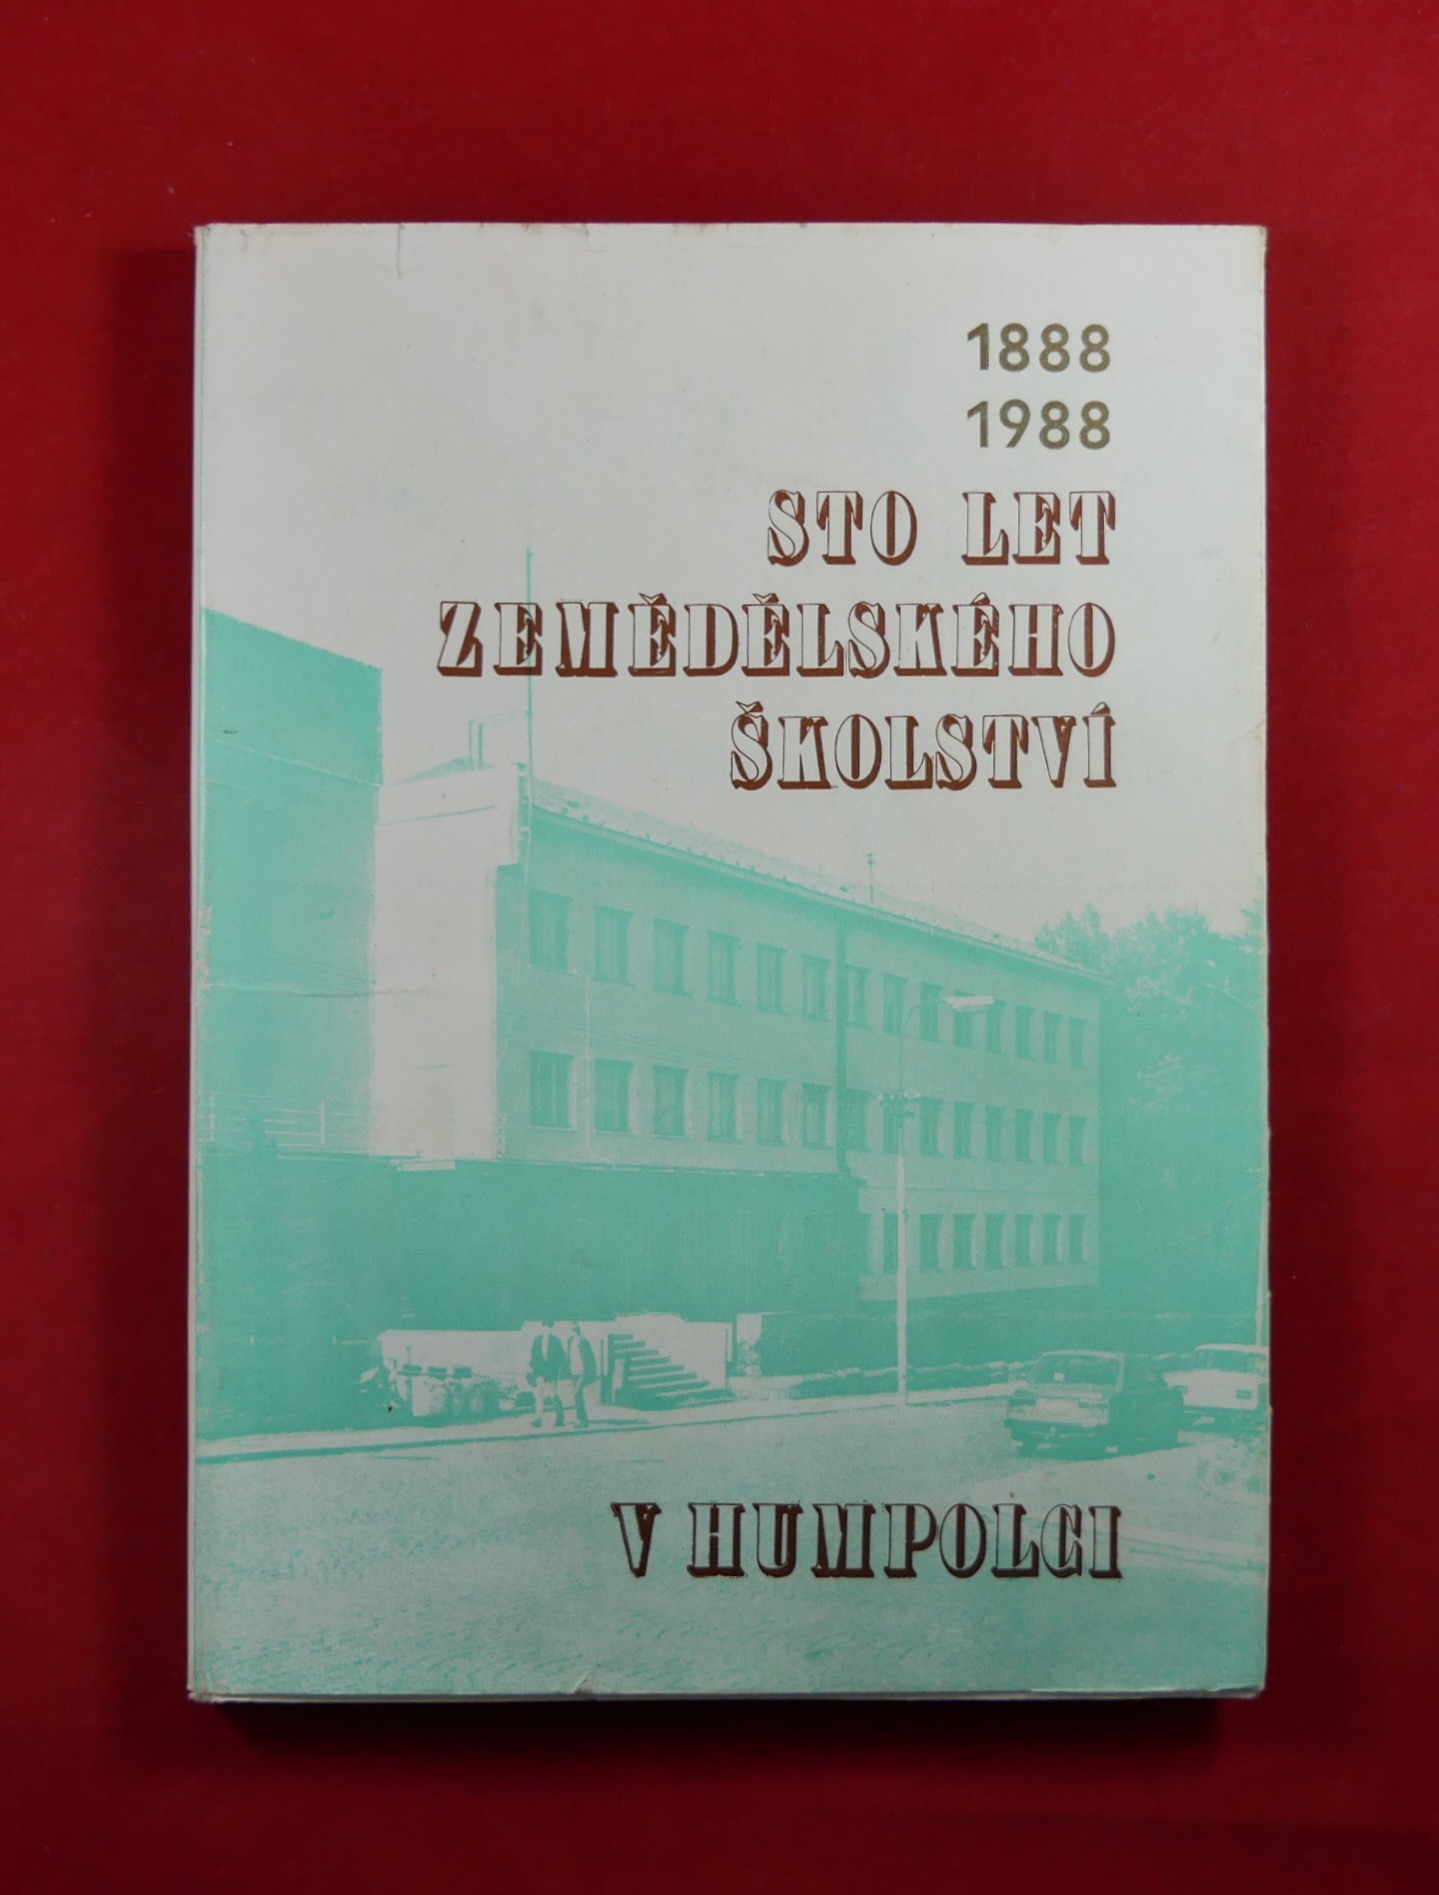 1888
1988
STO LET
ZEMĚDĚLSKÉHO
ŠKOLSTVÍ
V HUMPOLCI